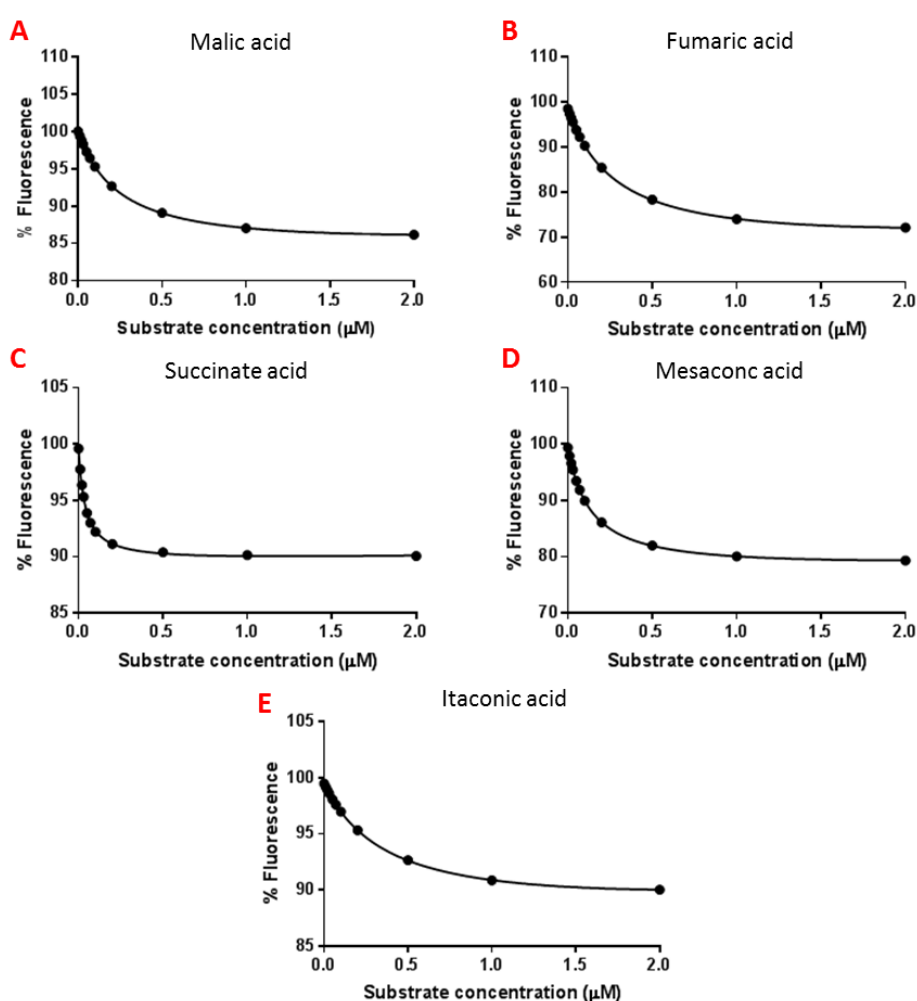 A
Malic acid
110
105
100
95
90
85
80
% Fluorescence
0.0 0.5 1.0 1.5 2.0
Substrate concentration (µM)
B
Fumaric acid
110
100
90
80
70
60
% Fluorescence
0.0 0.5 1.0 1.5 2.0
Substrate concentration (µM)
C
Succinate acid
105
100
95
90
85
% Fluorescence
0.0 0.5 1.0 1.5 2.0
Substrate concentration (µM)
D
Mesaconc acid
110
100
90
80
70
% Fluorescence
0.0 0.5 1.0 1.5 2.0
Substrate concentration (µM)
E
Itaconic acid
105
100
95
90
85
% Fluorescence
0.0 0.5 1.0 1.5 2.0
Substrate concentration (µM)